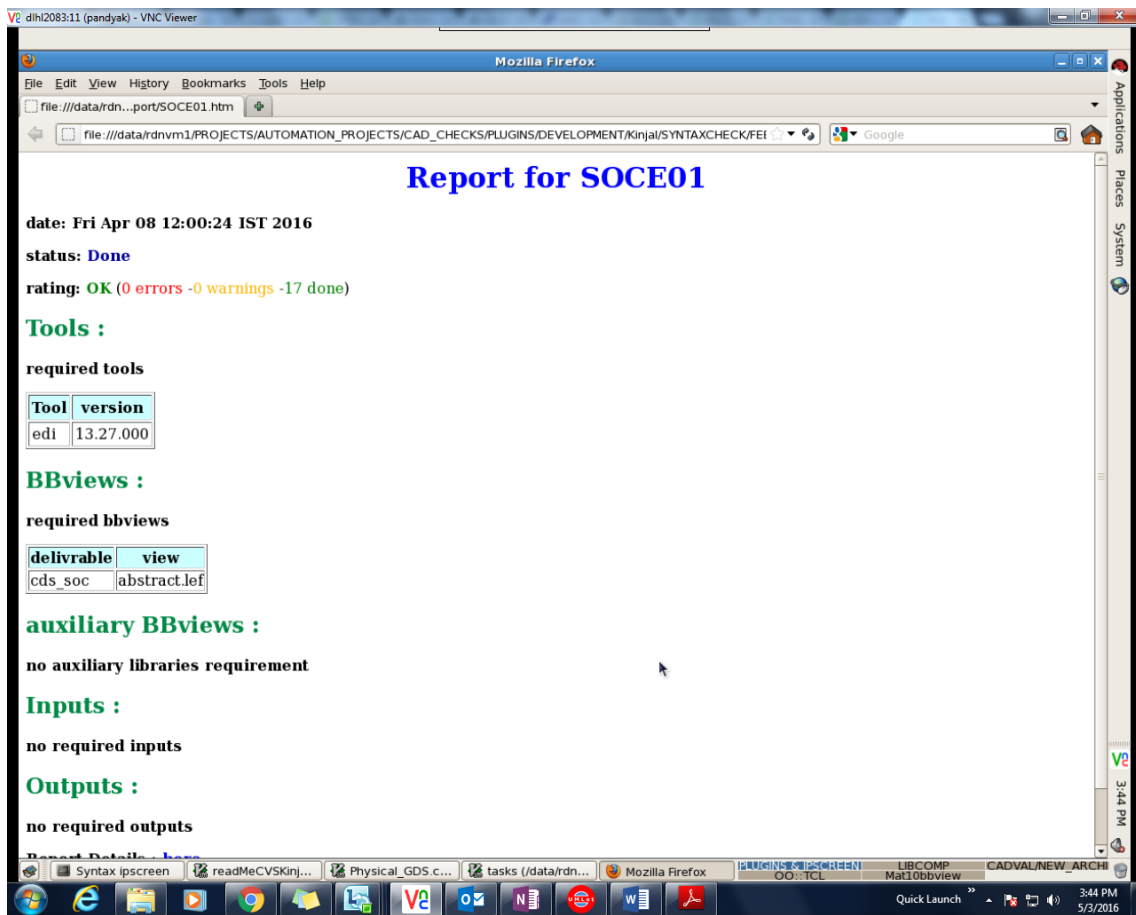 dlhl2083:11 (pandyak) - VNC Viewer
Mozilla Firefox
File Edit View History Bookmarks Tools Help
file:///data/rdn...port/SOCE01.htm
file:///data/rdnvm1/PROJECTS/AUTOMATION_PROJECTS/CAD_CHECKS/PLUGINS/DEVELOPMENT/Kinjal/SYNTAXCHECK/FEE
Google
Applications Places System
Report for SOCE01
date: Fri Apr 08 12:00:24 IST 2016
status: Done
rating: OK (0 errors -0 warnings -17 done)
Tools :
required tools
Tool version
edi 13.27.000
BBviews :
required bbviews
delivrable view
cds_soc abstract.lef
auxiliary BBviews :
no auxiliary libraries requirement
Inputs :
no required inputs
Outputs :
no required outputs
Report Details : here
3:44 PM
Syntax ipscreen readMeCVSKinj... Physical_GDS.c... tasks (/data/rdn... Mozilla Firefox PLUGINS & IPSCREEN LIBCOMP CADVAL/NEW_ARCHI
OO::TCL Mat10bbview
Quick Launch 3:44 PM
5/3/2016